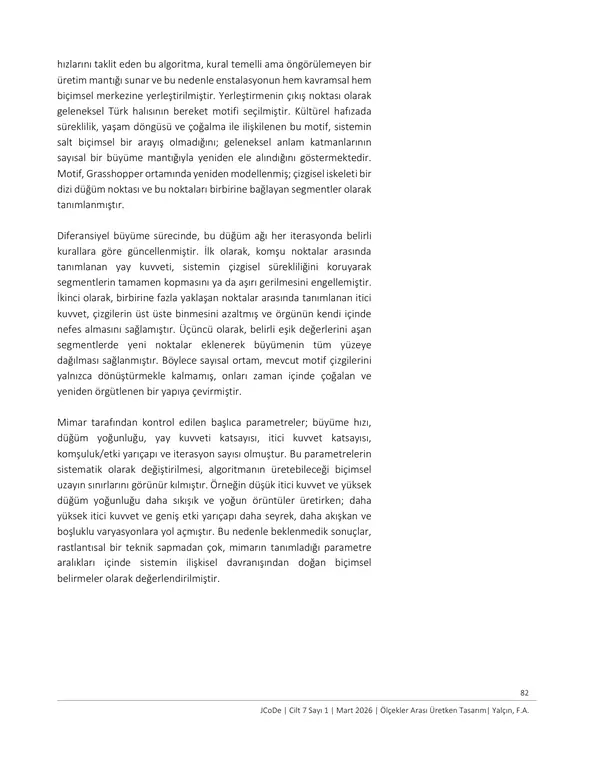 hızlarını taklit eden bu algoritma, kural temelli ama öngörülemeyen bir
üretim mantığı sunar ve bu nedenle enstalasyonun hem kavramsal hem
biçimsel merkezine yerleştirilmiştir. Yerleştirmenin çıkış noktası olarak
geleneksel Türk halısının bereket motifi seçilmiştir. Kültürel hafızada
süreklilik, yaşam döngüsü ve çoğalma ile ilişkilenen bu motif, sistemin
salt biçimsel bir arayış olmadığını; geleneksel anlam katmanlarının
sayısal bir büyüme mantığıyla yeniden ele alındığını göstermektedir.
Motif, Grasshopper ortamında yeniden modellenmiş; çizgisel iskeleti bir
dizi düğüm noktası ve bu noktaları birbirine bağlayan segmentler olarak
tanımlanmıştır.
Diferansiyel büyüme sürecinde, bu düğüm ağı her iterasyonda belirli
kurallara göre güncellenmiştir. İlk olarak, komşu noktalar arasında
tanımlanan yay kuvveti, sistemin çizgisel sürekliliğini koruyarak
segmentlerin tamamen kopmasını ya da aşırı gerilmesini engellemiştir.
İkinci olarak, birbirine fazla yaklaşan noktalar arasında tanımlanan itici
kuvvet, çizgilerin üst üste binmesini azaltmış ve örgünün kendi içinde
nefes almasını sağlamıştır. Üçüncü olarak, belirli eşik değerlerini aşan
segmentlerde yeni noktalar eklenerek büyümenin tüm yüzeye
dağılması sağlanmıştır. Böylece sayısal ortam, mevcut motif çizgilerini
yalnızca dönüştürmekle kalmamış, onları zaman içinde çoğalan ve
yeniden örgütlenen bir yapıya çevirmiştir.
Mimar tarafından kontrol edilen başlıca parametreler; büyüme hızı,
düğüm yoğunluğu, yay kuvveti katsayısı, itici kuvvet katsayısı,
komşuluk/etki yarıçapı ve iterasyon sayısı olmuştur. Bu parametrelerin
sistematik olarak değiştirilmesi, algoritmanın üretebileceği biçimsel
uzayın sınırlarını görünür kılmıştır. Örneğin düşük itici kuvvet ve yüksek
düğüm yoğunluğu daha sıkışık ve yoğun örüntüler üretirken; daha
yüksek itici kuvvet ve geniş etki yarıçapı daha seyrek, daha akışkan ve
boşluklu varyasyonlara yol açmıştır. Bu nedenle beklenmedik sonuçlar,
rastlantısal bir teknik sapmadan çok, mimarın tanımladığı parametre
aralıkları içinde sistemin ilişkisel davranışından doğan biçimsel
belirmeler olarak değerlendirilmiştir.
82
JCoDe | Cilt 7 Sayı 1 | Mart 2026 | Ölçekler Arası Üretken Tasarım| Yalçın, F.A.